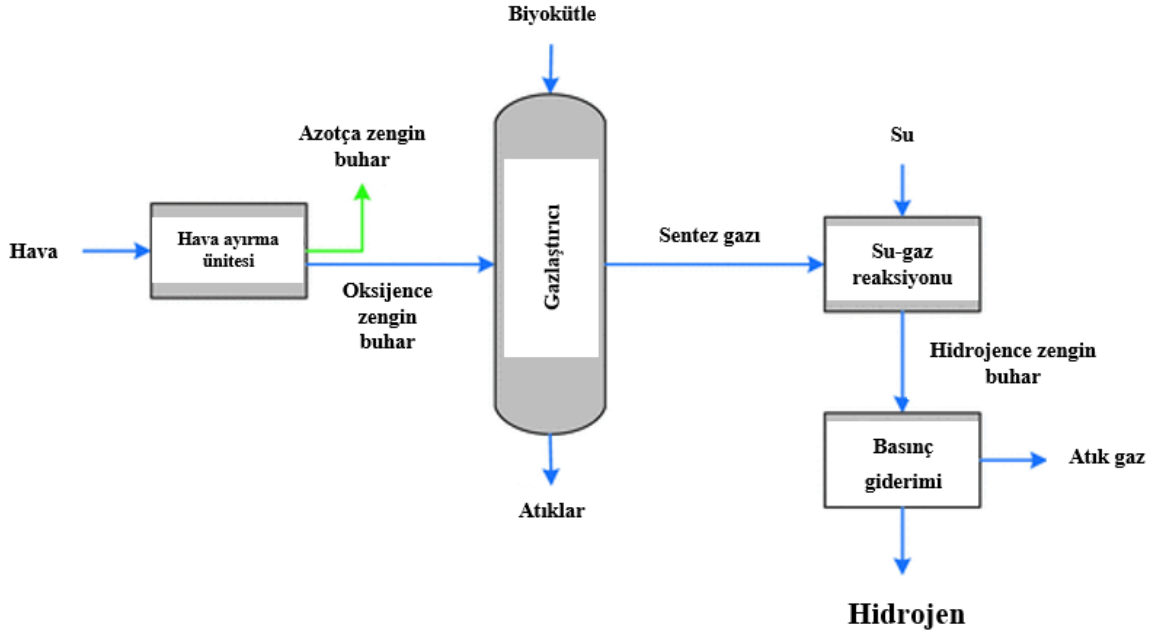 Biyokütle
Azotça zengin
buhar
Su
Hava
Hava ayırma
ünitesi
Oksijence
zengin
buhar
Gazlaştırıcı
Sentez gazı
Su-gaz
reaksiyonu
Hidrojence zengin
buhar
Basınç
giderimi
Atık gaz
Atıklar
Hidrojen